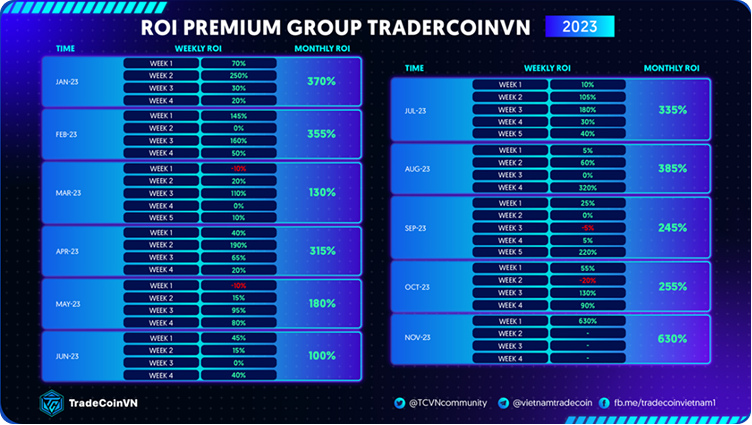 ROI PREMIUM GROUP TRADERCOINVN 2023
TIME WEEKLY ROI MONTHLY ROI
JAN-23 370%
WEEK 1 70%
WEEK 2 250%
WEEK 3 30%
WEEK 4 20%
FEB-23 355%
WEEK 1 145%
WEEK 2 0%
WEEK 3 160%
WEEK 4 50%
MAR-23 130%
WEEK 1 -10%
WEEK 2 20%
WEEK 3 110%
WEEK 4 0%
WEEK 5 10%
APR-23 315%
WEEK 1 40%
WEEK 2 190%
WEEK 3 65%
WEEK 4 20%
MAY-23 180%
WEEK 1 -10%
WEEK 2 15%
WEEK 3 95%
WEEK 4 80%
JUN-23 100%
WEEK 1 45%
WEEK 2 15%
WEEK 3 0%
WEEK 4 40%
TIME WEEKLY ROI MONTHLY ROI
JUL-23 335%
WEEK 1 10%
WEEK 2 105%
WEEK 3 180%
WEEK 4 30%
WEEK 5 40%
AUG-23 385%
WEEK 1 5%
WEEK 2 60%
WEEK 3 0%
WEEK 4 320%
SEP-23 245%
WEEK 1 25%
WEEK 2 0%
WEEK 3 -5%
WEEK 4 5%
WEEK 5 220%
OCT-23 255%
WEEK 1 55%
WEEK 2 -20%
WEEK 3 130%
WEEK 4 90%
NOV-23 630%
WEEK 1 630%
WEEK 2 -
WEEK 3 -
WEEK 4 -
TradeCoinVN
@TCVNcommunity @vietnamtradecoin fb.me/tradecoinvietnam1